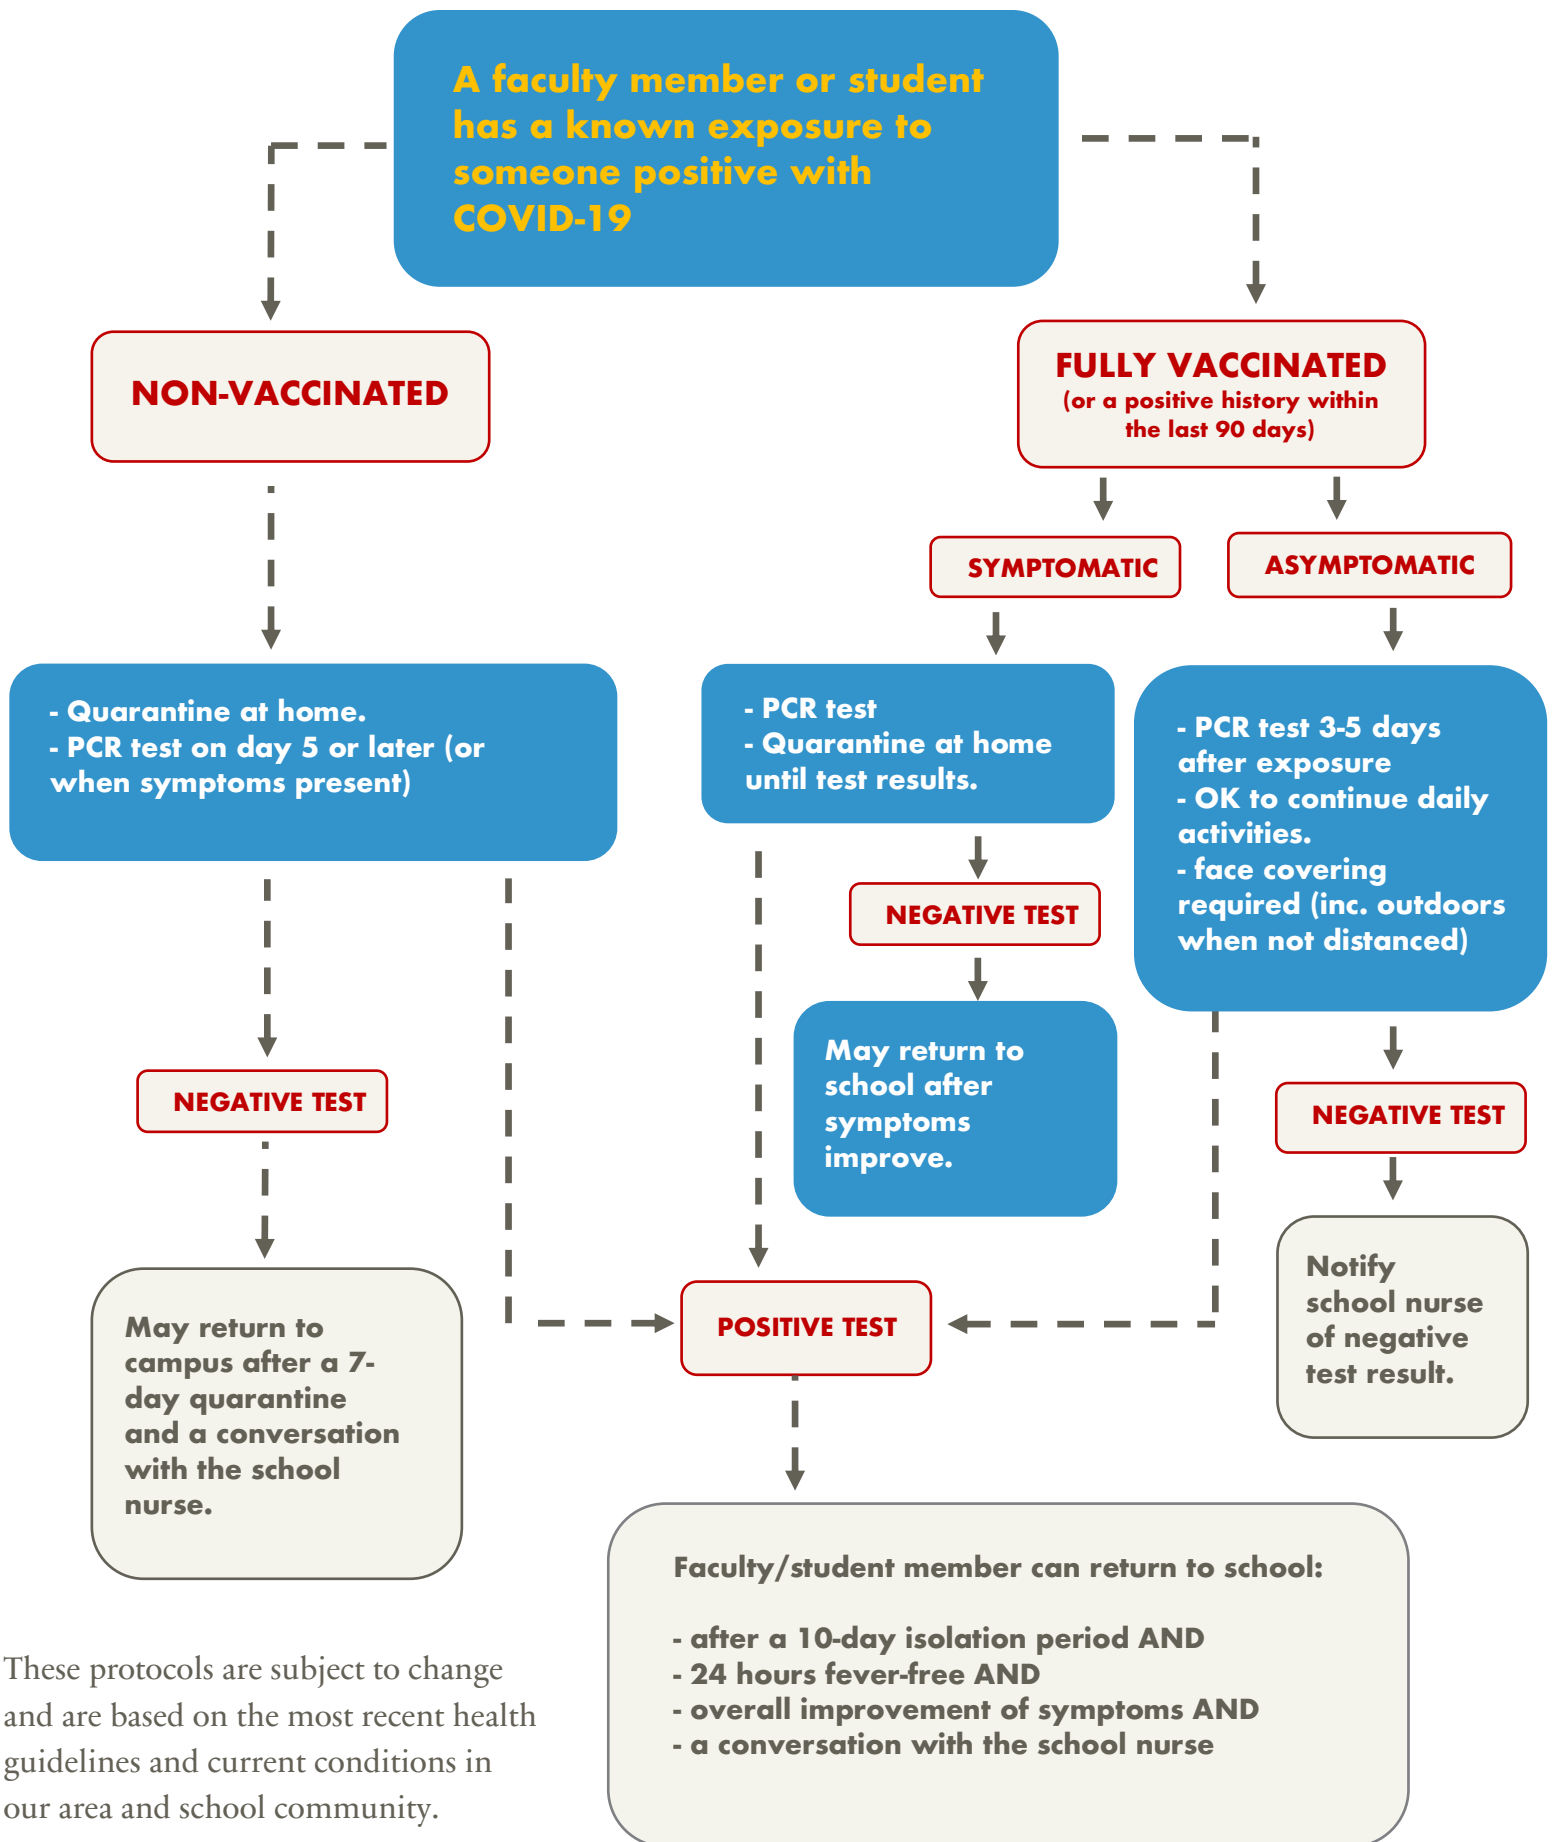 A faculty member or student
has a known exposure to
someone positive with
COVID-19
NON-VACCINATED
FULLY VACCINATED
(or a positive history within
the last 90 days)
SYMPTOMATIC
ASYMPTOMATIC
- Quarantine at home.
- PCR test on day 5 or later (or
when symptoms present)
- PCR test
- Quarantine at home
until test results.
- PCR test 3-5 days
after exposure
- OK to continue daily
activities.
- face covering
required (inc. outdoors
when not distanced)
NEGATIVE TEST
May return to
school after
symptoms
improve.
NEGATIVE TEST
NEGATIVE TEST
Notify
school nurse
of negative
test result.
May return to
campus after a 7-
day quarantine
and a conversation
with the school
nurse.
POSITIVE TEST
Faculty/student member can return to school:
- after a 10-day isolation period AND
- 24 hours fever-free AND
- overall improvement of symptoms AND
- a conversation with the school nurse
These protocols are subject to change
and are based on the most recent health
guidelines and current conditions in
our area and school community.